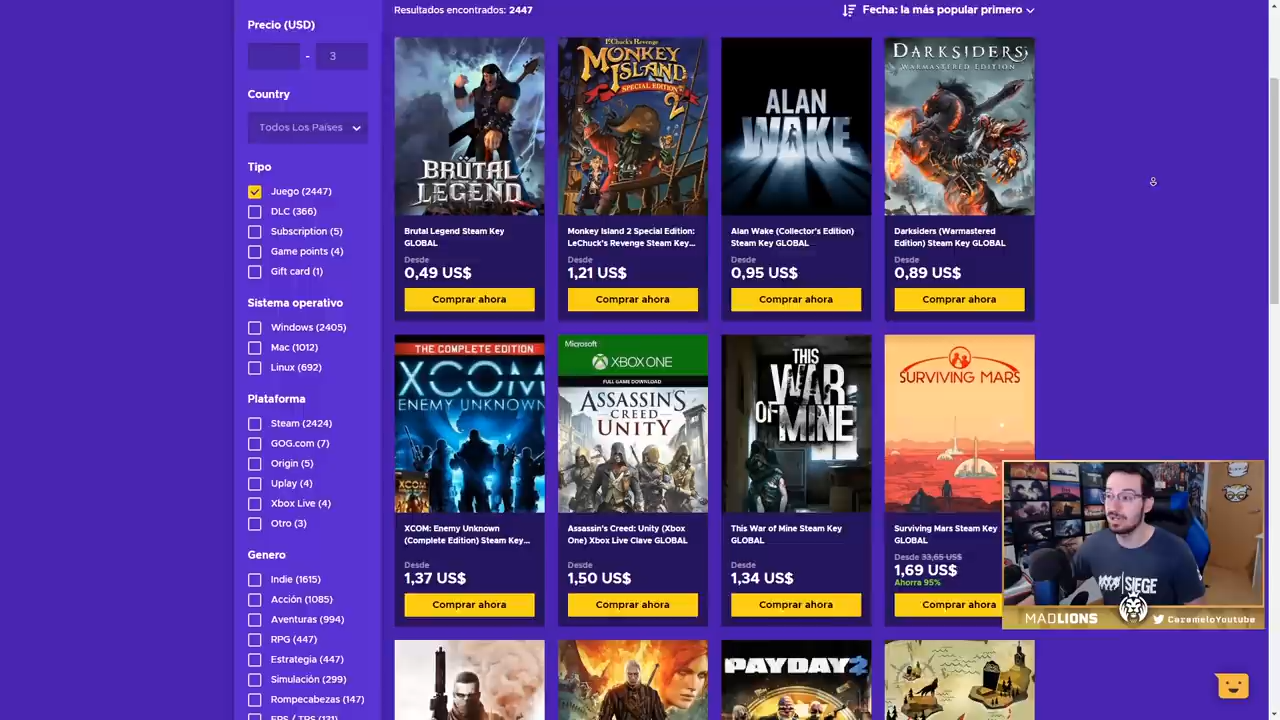 Precio (USD)
- 3
Country
Todos Los Países
Tipo
Juego (2447)
DLC (366)
Subscription (5)
Game points (4)
Gift card (1)
Sistema operativo
Windows (2405)
Mac (1012)
Linux (692)
Plataforma
Steam (2424)
GOG.com (7)
Origin (5)
Uplay (4)
Xbox Live (4)
Otro (3)
Genero
Indie (1615)
Acción (1085)
Aventuras (994)
RPG (447)
Estrategia (447)
Simulación (299)
Rompecabezas (147)
FPS / TPS (131)
Resultados encontrados: 2447
Fecha: la más popular primero
BRÜTAL
LEGEND
Brutal Legend Steam Key
GLOBAL
Desde
0,49 US$
Comprar ahora
MONKEY
ISLAND
SPECIAL EDITION
2
Monkey Island 2 Special Edition:
LeChuck's Revenge Steam Key...
Desde
1,21 US$
Comprar ahora
ALAN
WAKE
Alan Wake (Collector's Edition)
Steam Key GLOBAL
Desde
0,95 US$
Comprar ahora
DARKSIDERS
WARMASTERED EDITION
Darksiders (Warmastered
Edition) Steam Key GLOBAL
Desde
0,89 US$
Comprar ahora
THE COMPLETE EDITION
XCOM
ENEMY UNKNOWN
XCOM: Enemy Unknown
(Complete Edition) Steam Key...
Desde
1,37 US$
Comprar ahora
Microsoft
XBOX ONE
FULL GAME DOWNLOAD
ASSASSIN'S
CREED
UNITY
Assassin's Creed: Unity (Xbox
One) Xbox Live Clave GLOBAL
Desde
1,50 US$
Comprar ahora
THIS
WAR
OF
MINE
This War of Mine Steam Key
GLOBAL
Desde
1,34 US$
Comprar ahora
SURVIVING MARS
Surviving Mars Steam Key
GLOBAL
Desde 33,65 US$
1,69 US$
Ahorra 95%
Comprar ahora
PAYDAY 2
SIEGE
MADLIONS
CarameloYoutube